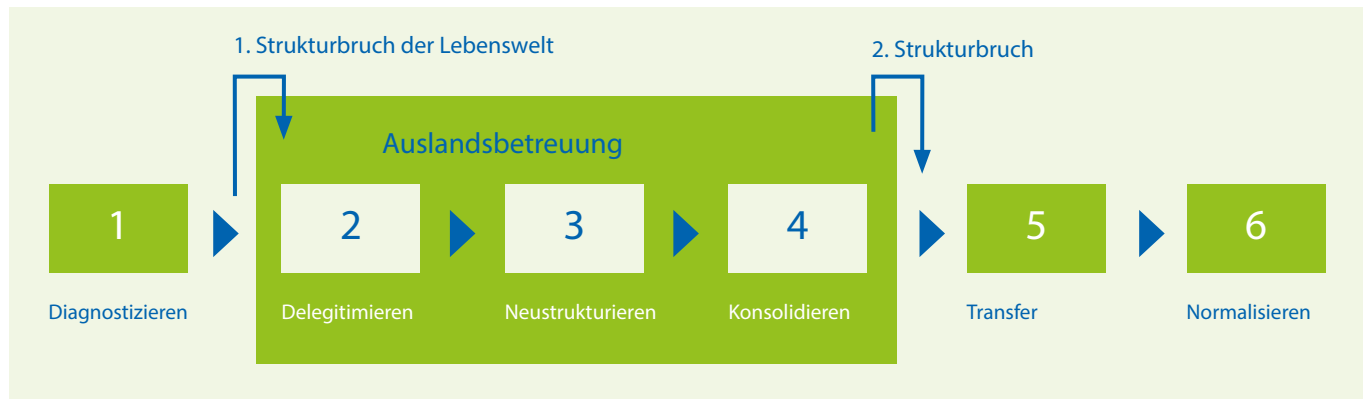 1. Strukturbruch der Lebenswelt
2. Strukturbruch
Auslandsbetreuung
1
2
3
4
5
6
Diagnostizieren
Delegitimieren
Neustrukturieren
Konsolidieren
Transfer
Normalisieren